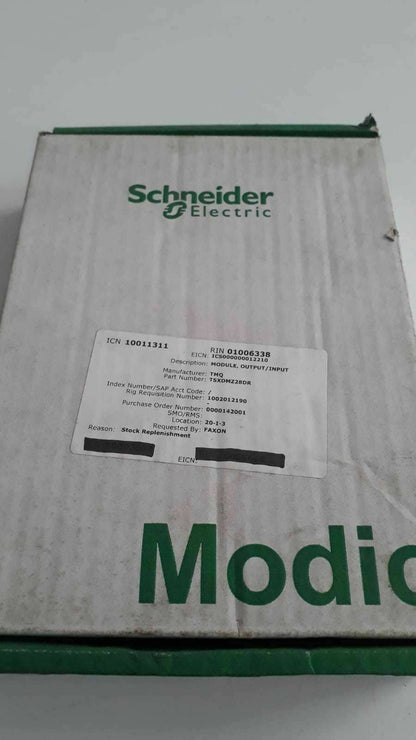 Schneider
Electric
ICN 10011311
RIN 01006338
EICN: ICS000000012210
Description: MODULE, OUTPUT/INPUT
Manufacturer: TMQ
Part Number: TSXDMZ28DR
Index Number/SAP Acct Code: /
Rig Requisition Number: 1002012190
-
Purchase Order Number: 0000142001
SMO/RMS:
Location: 20-1-3
Requested By: FAXON
Reason: Stock Replenishment
EICN:
Modic